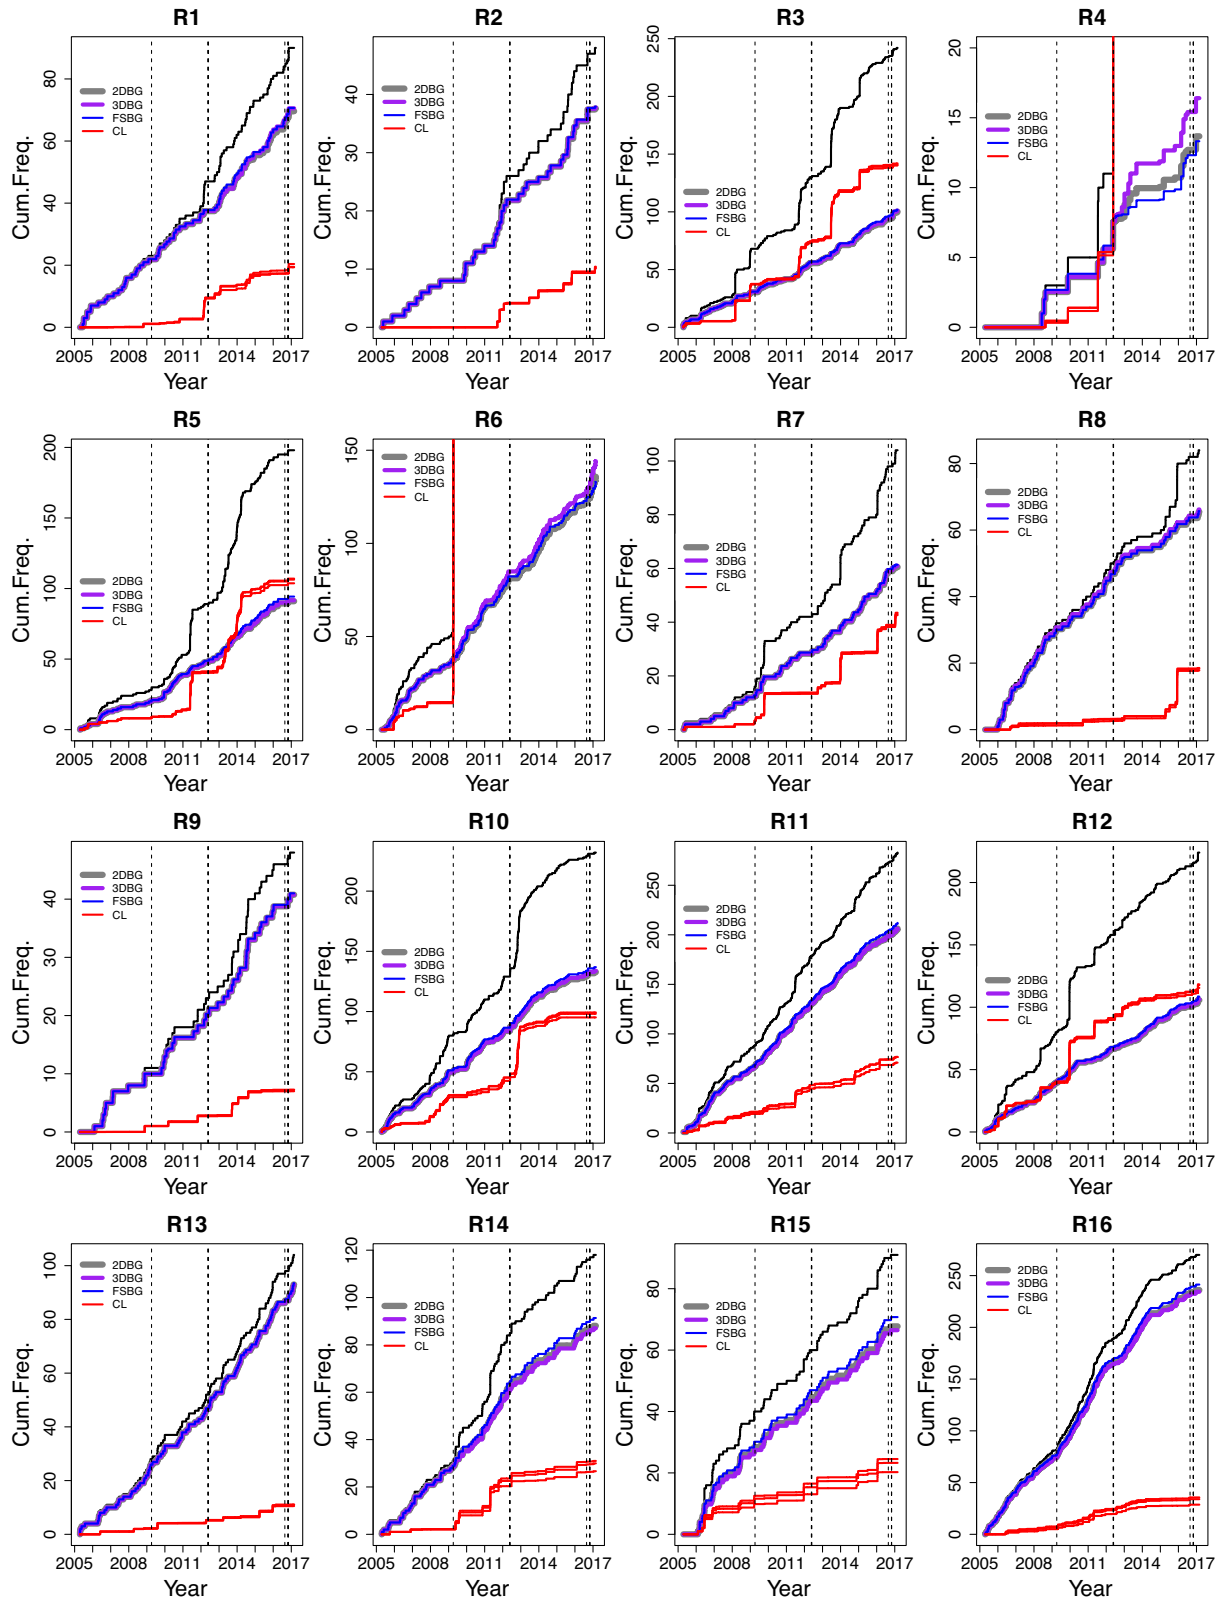 R1 R2 R3 R4
Cum.Freq. 0 20 40 60 80
2DBG
3DBG
FSBG
CL
2005 2008 2011 2014 2017
Year
Cum.Freq. 0 10 20 30 40
2DBG
3DBG
FSBG
CL
2005 2008 2011 2014 2017
Year
Cum.Freq. 0 50 100 150 200 250
2DBG
3DBG
FSBG
CL
2005 2008 2011 2014 2017
Year
Cum.Freq. 0 5 10 15 20
2DBG
3DBG
FSBG
CL
2005 2008 2011 2014 2017
Year
R5 R6 R7 R8
Cum.Freq. 0 50 100 150 200
2DBG
3DBG
FSBG
CL
2005 2008 2011 2014 2017
Year
Cum.Freq. 0 50 100 150
2DBG
3DBG
FSBG
CL
2005 2008 2011 2014 2017
Year
Cum.Freq. 0 20 40 60 80 100
2DBG
3DBG
FSBG
CL
2005 2008 2011 2014 2017
Year
Cum.Freq. 0 20 40 60 80
2DBG
3DBG
FSBG
CL
2005 2008 2011 2014 2017
Year
R9 R10 R11 R12
Cum.Freq. 0 10 20 30 40
2DBG
3DBG
FSBG
CL
2005 2008 2011 2014 2017
Year
Cum.Freq. 0 50 100 150 200
2DBG
3DBG
FSBG
CL
2005 2008 2011 2014 2017
Year
Cum.Freq. 0 50 100 150 200 250
2DBG
3DBG
FSBG
CL
2005 2008 2011 2014 2017
Year
Cum.Freq. 0 50 100 150 200
2DBG
3DBG
FSBG
CL
2005 2008 2011 2014 2017
Year
R13 R14 R15 R16
Cum.Freq. 0 20 40 60 80 100
2DBG
3DBG
FSBG
CL
2005 2008 2011 2014 2017
Year
Cum.Freq. 0 20 40 60 80 100 120
2DBG
3DBG
FSBG
CL
2005 2008 2011 2014 2017
Year
Cum.Freq. 0 20 40 60 80
2DBG
3DBG
FSBG
CL
2005 2008 2011 2014 2017
Year
Cum.Freq. 0 50 100 150 200 250
2DBG
3DBG
FSBG
CL
2005 2008 2011 2014 2017
Year